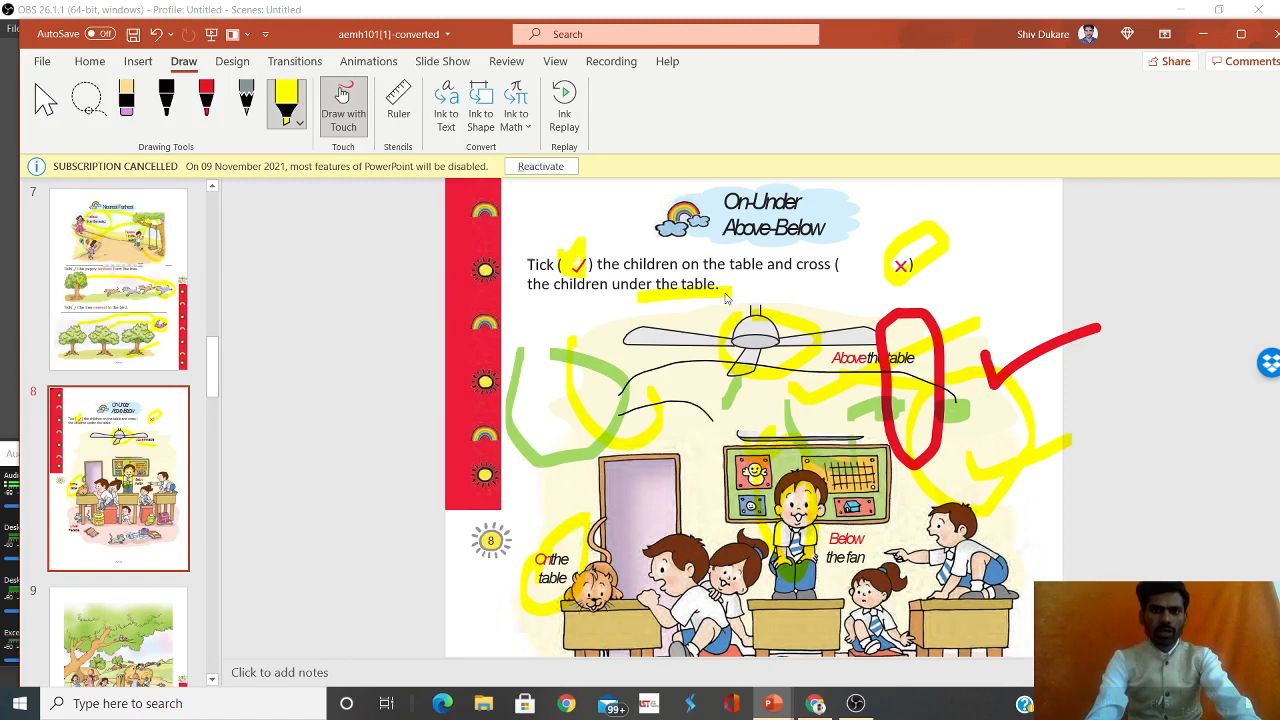 OBS 26.1.1 (64-bit, windows) - Profile: Untitled - Scenes: Untitled
AutoSave Off aemh101[1]-converted Search Shiv Dukare
File Home Insert Draw Design Transitions Animations Slide Show Review View Recording Help Share Comments
Draw with Touch
Ruler
Ink to Text
Ink to Shape
Ink to Math
Ink Replay
Drawing Tools Touch Stencils Convert Replay
SUBSCRIPTION CANCELLED On 09 November 2021, most features of PowerPoint will be disabled. Reactivate
7
8
9
On-Under
Above-Below
Tick ( ✓ ) the children on the table and cross ( ✕ )
the children under the table.
Above the table
On the
table
Below
the fan
8
Click to add notes
Type here to search
99+